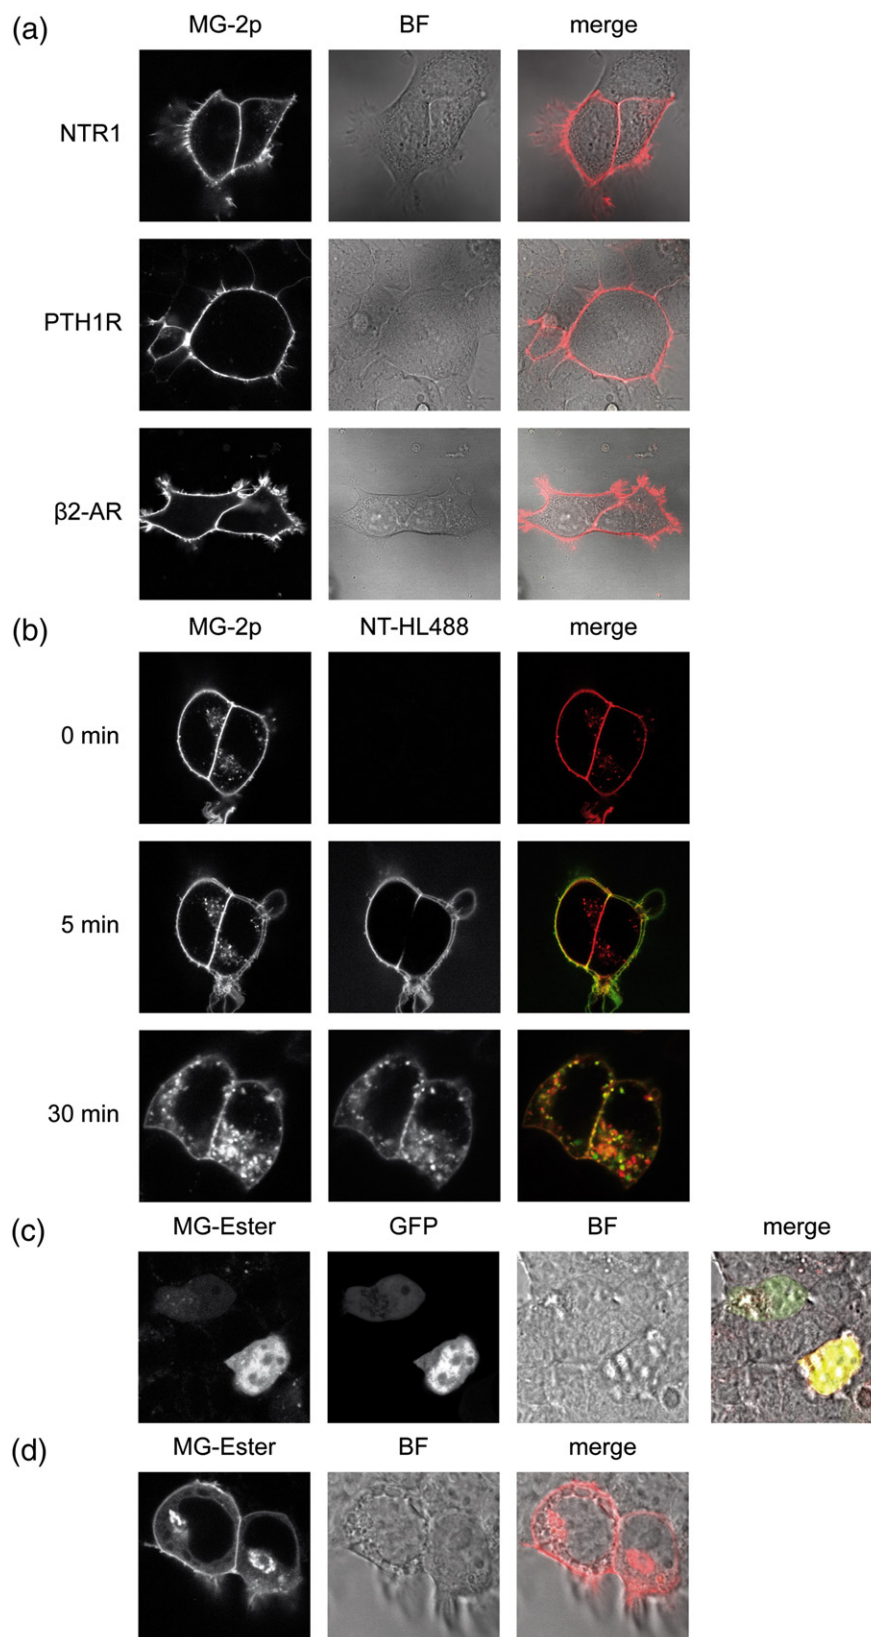 (a)
MG-2p BF merge
NTR1
PTH1R
β2-AR
(b)
MG-2p NT-HL488 merge
0 min
5 min
30 min
(c)
MG-Ester GFP BF merge
(d)
MG-Ester BF merge